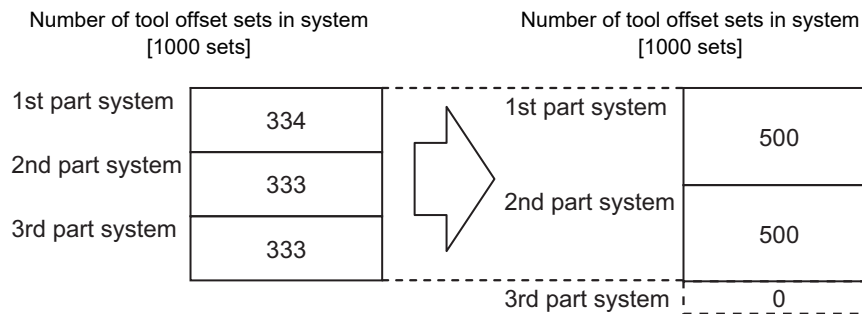 Number of tool offset sets in system
[1000 sets]
1st part system
334
2nd part system
333
3rd part system
333
Number of tool offset sets in system
[1000 sets]
1st part system
500
2nd part system
500
3rd part system
0